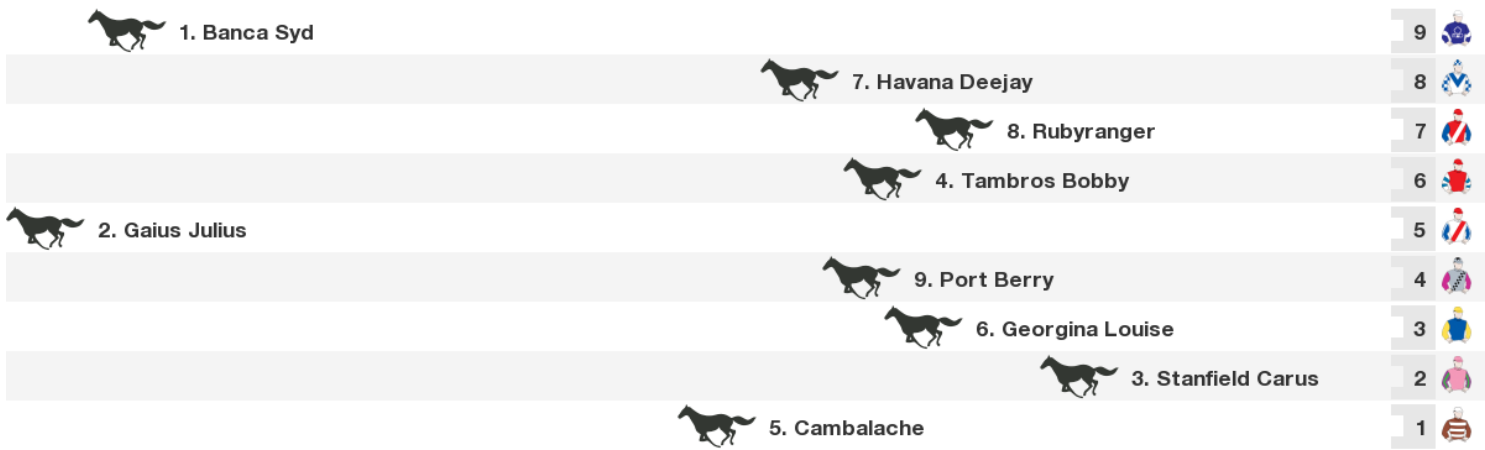 1. Banca Syd 9
7. Havana Deejay 8
8. Rubyranger 7
4. Tambros Bobby 6
2. Gaius Julius 5
9. Port Berry 4
6. Georgina Louise 3
3. Stanfield Carus 2
5. Cambalache 1